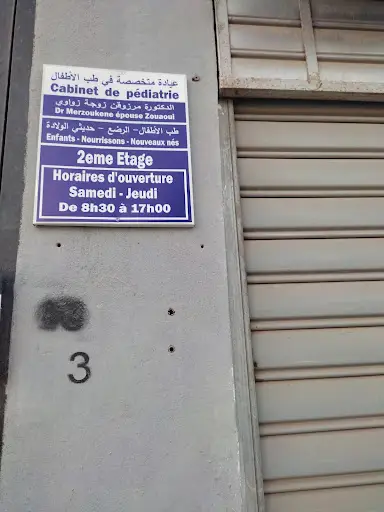 عيادة متخصصة في طب الأطفال
Cabinet de pédiatrie
الدكتورة مرزوقن زوجة زواوي
Dr Merzoukene épouse Zouaoui
طب الأطفال - الرضع - حديثي الولادة
Enfants - Nourrissons - Nouveaux nés
2eme Etage
Horaires d'ouverture
Samedi - Jeudi
De 8h30 à 17h00
3